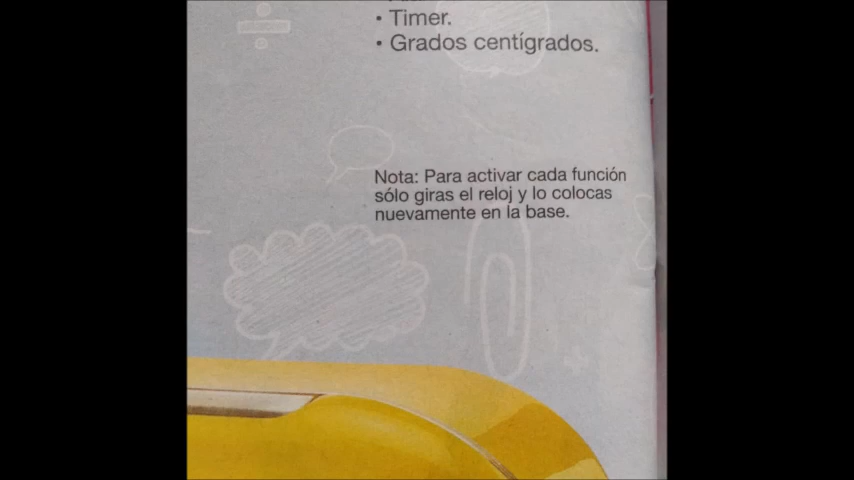 • Timer.
• Grados centígrados.
Nota: Para activar cada función
sólo giras el reloj y lo colocas
nuevamente en la base.